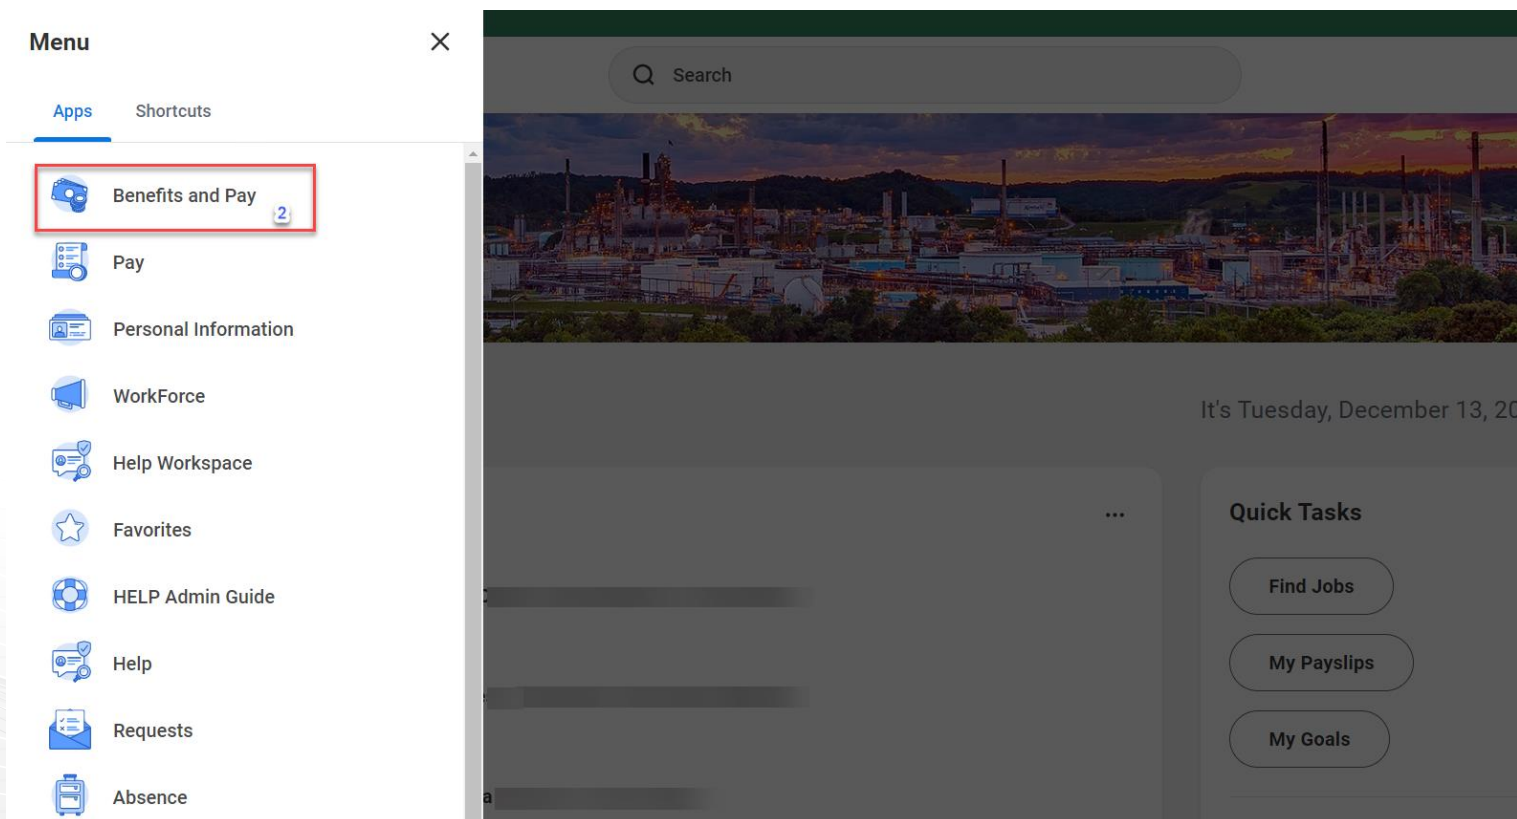 Menu
Apps
Shortcuts
Benefits and Pay
2
Pay
Personal Information
WorkForce
Help Workspace
Favorites
HELP Admin Guide
Help
Requests
Absence
Search
It's Tuesday, December 13, 20
Quick Tasks
Find Jobs
My Payslips
My Goals